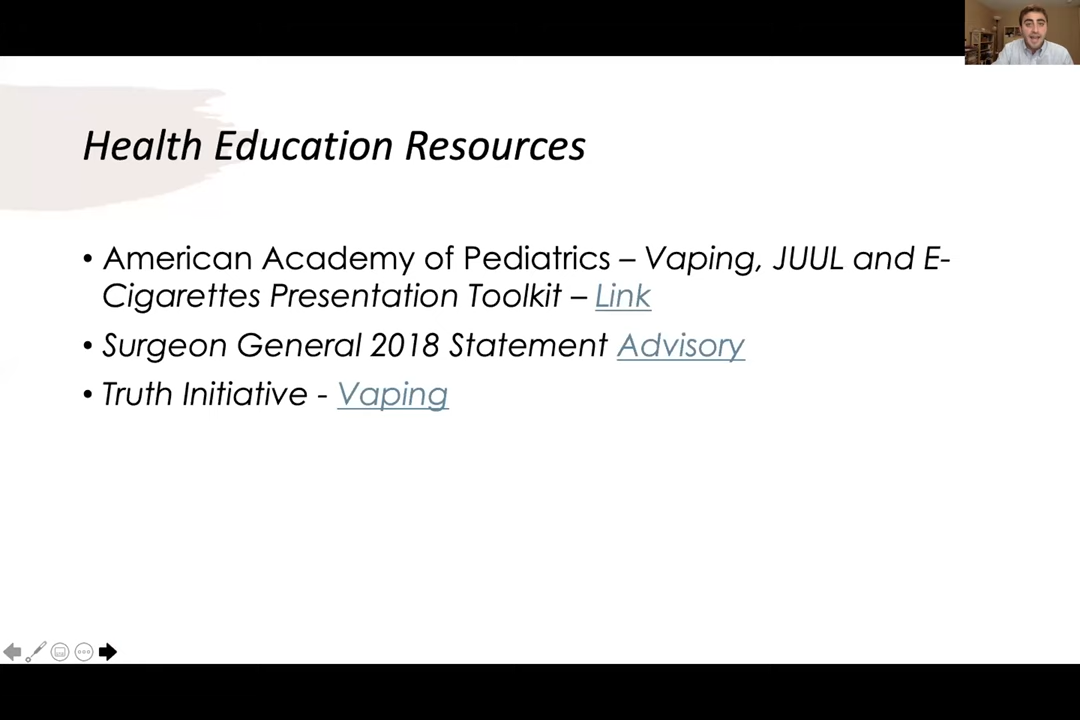 Health Education Resources
• American Academy of Pediatrics – Vaping, JUUL and E-
Cigarettes Presentation Toolkit – Link
• Surgeon General 2018 Statement Advisory
• Truth Initiative - Vaping